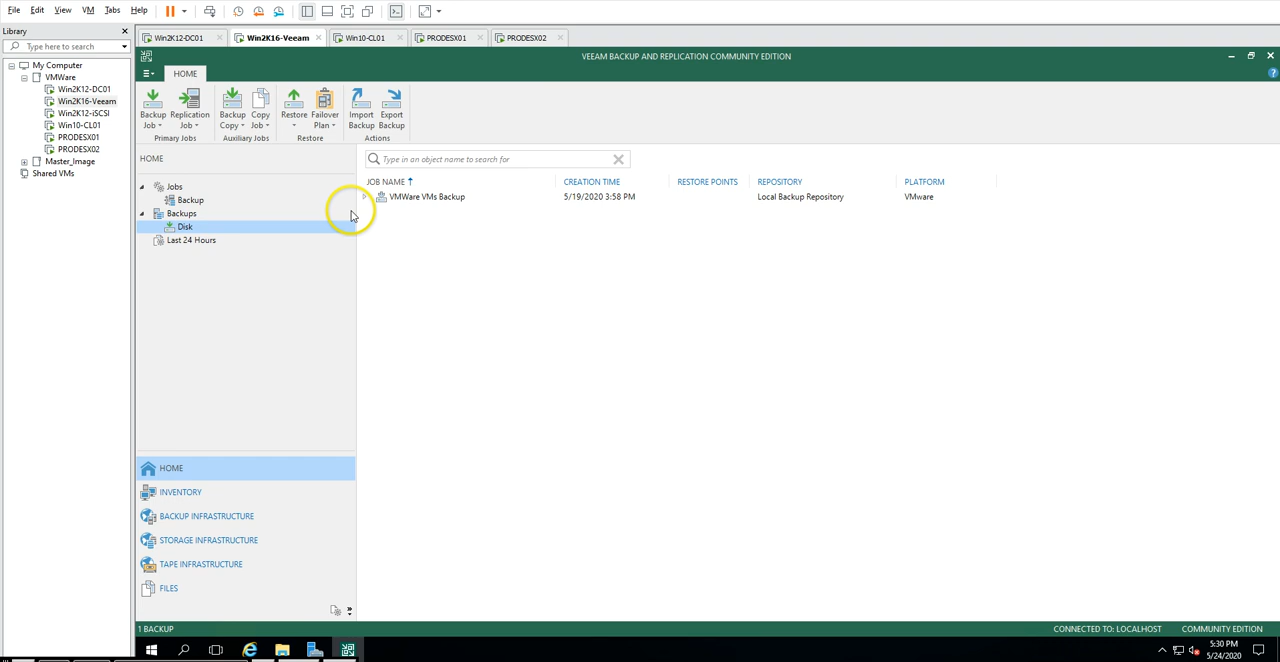 File Edit View VM Tabs Help
Library
Type here to search
My Computer
VMWare
Win2K12-DC01
Win2K16-Veeam
Win2K12-iSCSI
Win10-CL01
PRODESX01
PRODESX02
Master_Image
Shared VMs
Win2K12-DC01 Win2K16-Veeam Win10-CL01 PRODESX01 PRODESX02
VEEAM BACKUP AND REPLICATION COMMUNITY EDITION
HOME
Backup Replication Backup Copy Restore Failover Import Export
Job Job Copy Job Plan Backup Backup
Primary Jobs Auxiliary Jobs Restore Actions
HOME
Jobs
Backup
Backups
Disk
Last 24 Hours
Type in an object name to search for
JOB NAME CREATION TIME RESTORE POINTS REPOSITORY PLATFORM
VMWare VMs Backup 5/19/2020 3:58 PM Local Backup Repository VMware
HOME
INVENTORY
BACKUP INFRASTRUCTURE
STORAGE INFRASTRUCTURE
TAPE INFRASTRUCTURE
FILES
1 BACKUP CONNECTED TO: LOCALHOST COMMUNITY EDITION
5:30 PM
5/24/2020